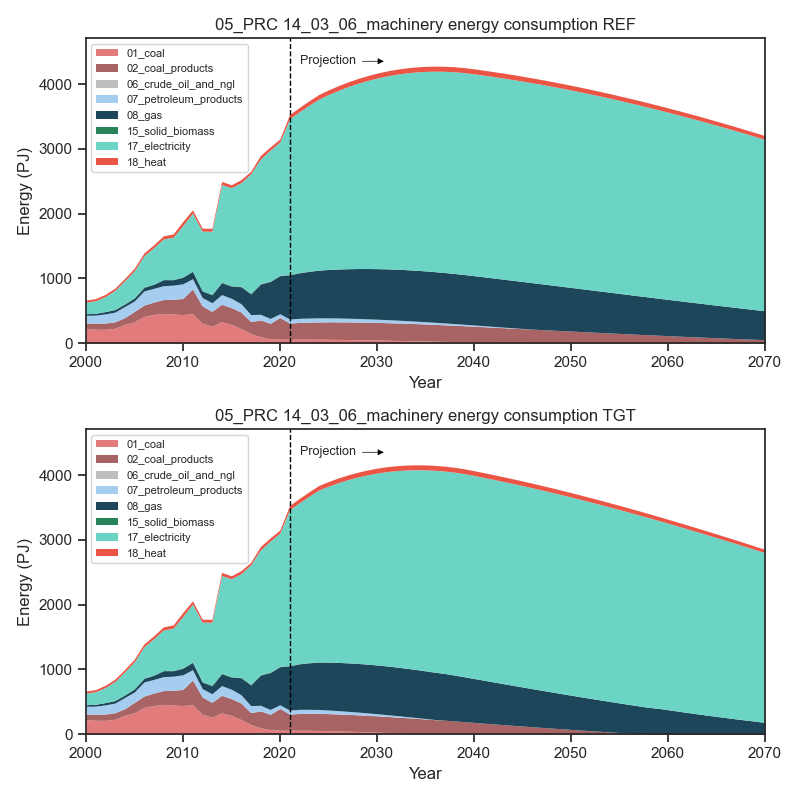 05_PRC 14_03_06_machinery energy consumption REF
01_coal
02_coal_products
06_crude_oil_and_ngl
07_petroleum_products
08_gas
15_solid_biomass
17_electricity
18_heat
Projection
Energy (PJ)
4000
3000
2000
1000
0
2000 2010 2020 2030 2040 2050 2060 2070
Year
05_PRC 14_03_06_machinery energy consumption TGT
01_coal
02_coal_products
06_crude_oil_and_ngl
07_petroleum_products
08_gas
15_solid_biomass
17_electricity
18_heat
Projection
Energy (PJ)
4000
3000
2000
1000
0
2000 2010 2020 2030 2040 2050 2060 2070
Year